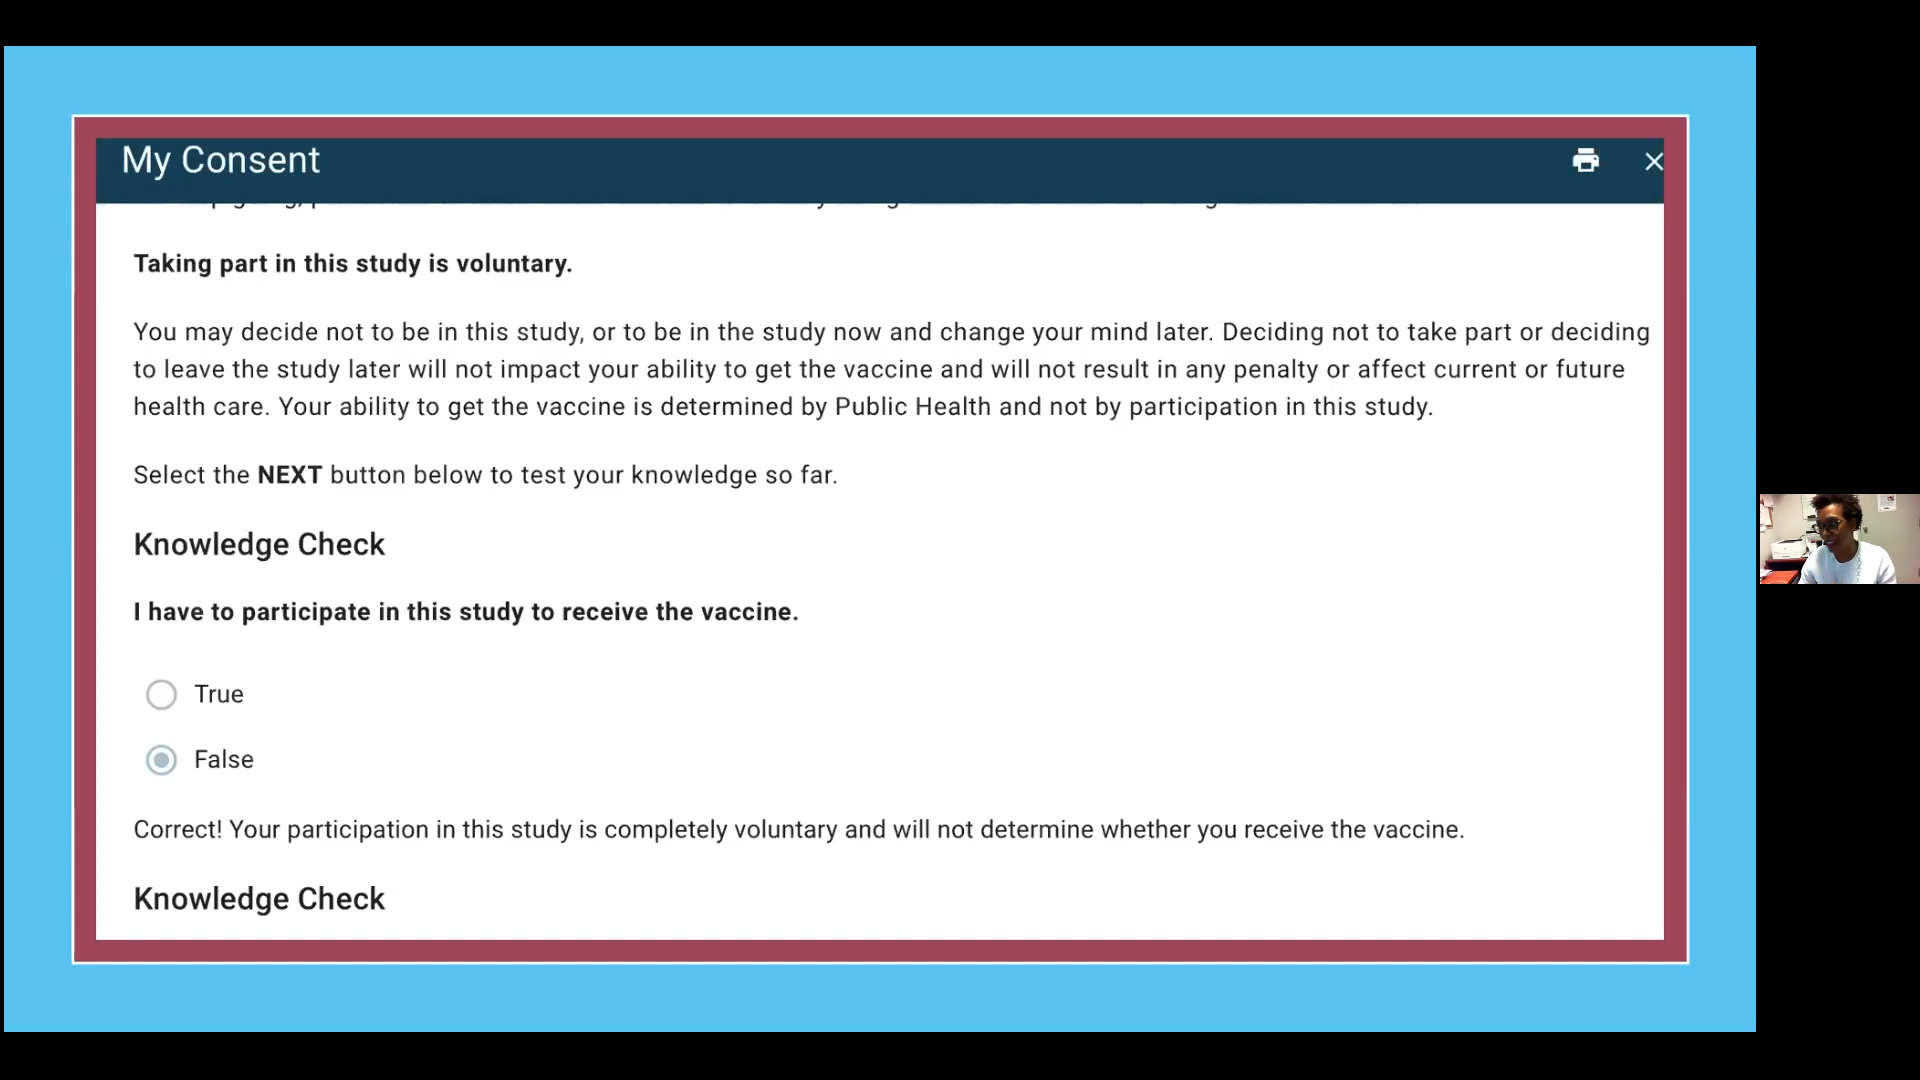 My Consent
Taking part in this study is voluntary.
You may decide not to be in this study, or to be in the study now and change your mind later. Deciding not to take part or deciding
to leave the study later will not impact your ability to get the vaccine and will not result in any penalty or affect current or future
health care. Your ability to get the vaccine is determined by Public Health and not by participation in this study.
Select the NEXT button below to test your knowledge so far.
Knowledge Check
I have to participate in this study to receive the vaccine.
True
False
Correct! Your participation in this study is completely voluntary and will not determine whether you receive the vaccine.
Knowledge Check